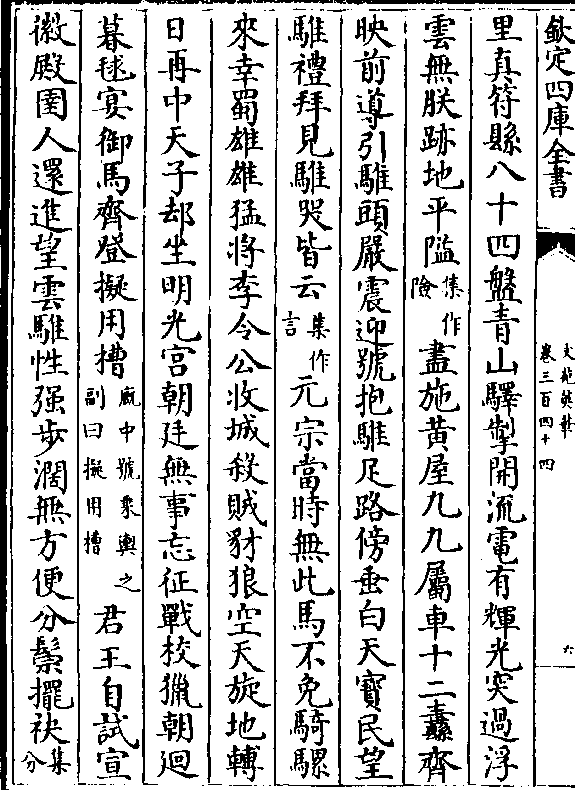 欽定四庫全書
文苑英華
卷三百四十四
六
里真符縣八十四盤青山驛掣開流電有輝光突過浮
雲無朕跡地平隘集作險盡施黃屋九九屬車十二纛齊
映前導引騅頭嚴震迎號抱騅足路傍垂白天寳民望
騅禮拜見騅哭皆云集作言元宗當時無此馬不免騎騾
來幸蜀雄雄猛將李令公收城殺賊豺狼空天旋地轉
日再中天子却坐明光宮朝廷無事忘征戰校獵朝迴
暮毬宴御馬齊登擬用槽廐中號乘輿之副曰擬用槽君王自試宣
徽殿圉人還進望雲騅性强步濶無方便分鬃擺袂集分